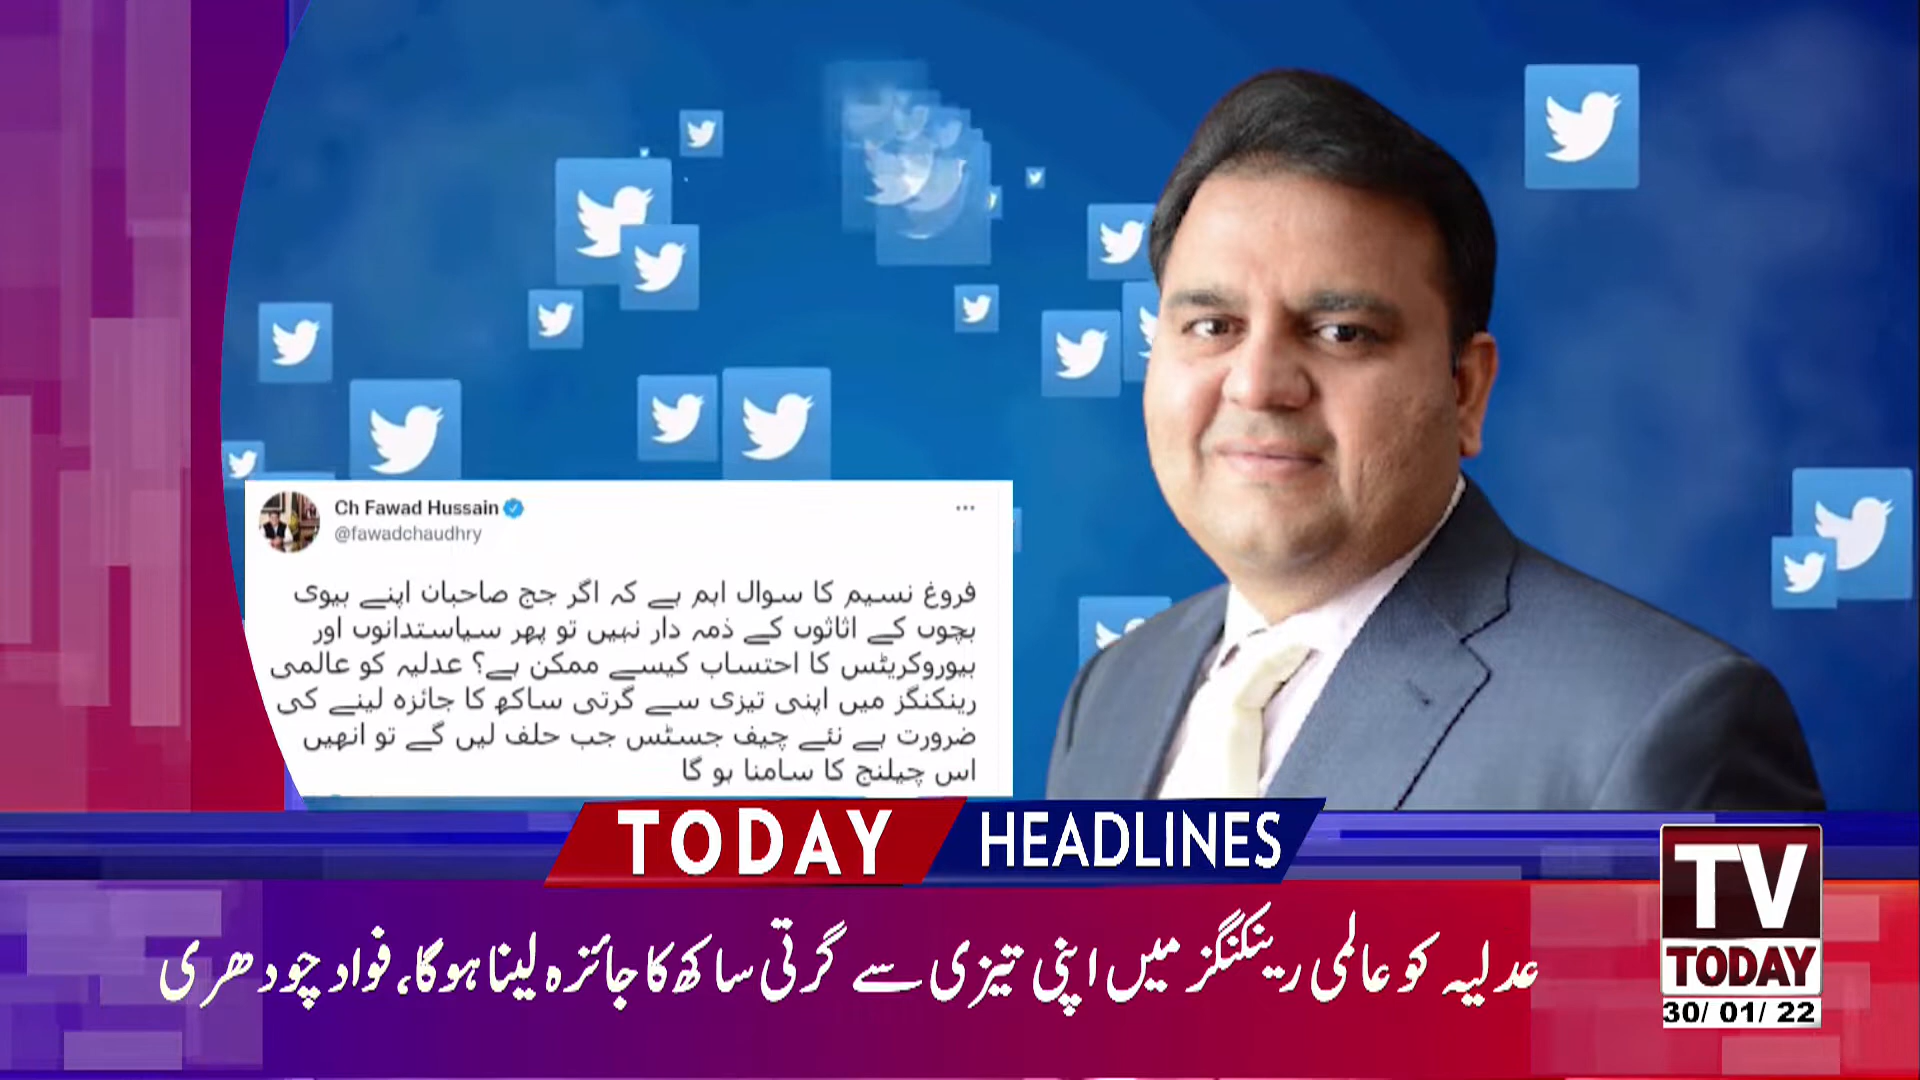 Ch Fawad Hussain
@fawadchaudhry
فروغ نسیم کا سوال اہم ہے کہ اگر جج صاحبان اپنے بیوی
بچوں کے اثاثوں کے ذمہ دار نہیں تو پھر سیاستدانوں اور
بیوروکریٹس کا احتساب کیسے ممکن ہے؟ عدلیہ کو عالمی
رینکنگز میں اپنی تیزی سے گرتی ساکھ کا جائزہ لینے کی
ضرورت ہے نئے چیف جسٹس جب حلف لیں گے تو انھیں
اس چیلنج کا سامنا ہو گا
TODAY HEADLINES
عدلیہ کو عالمی رینکنگز میں اپنی تیزی سے گرتی ساکھ کا جائزہ لینا ہوگا، فواد چودھری
TV
TODAY
30/ 01/ 22